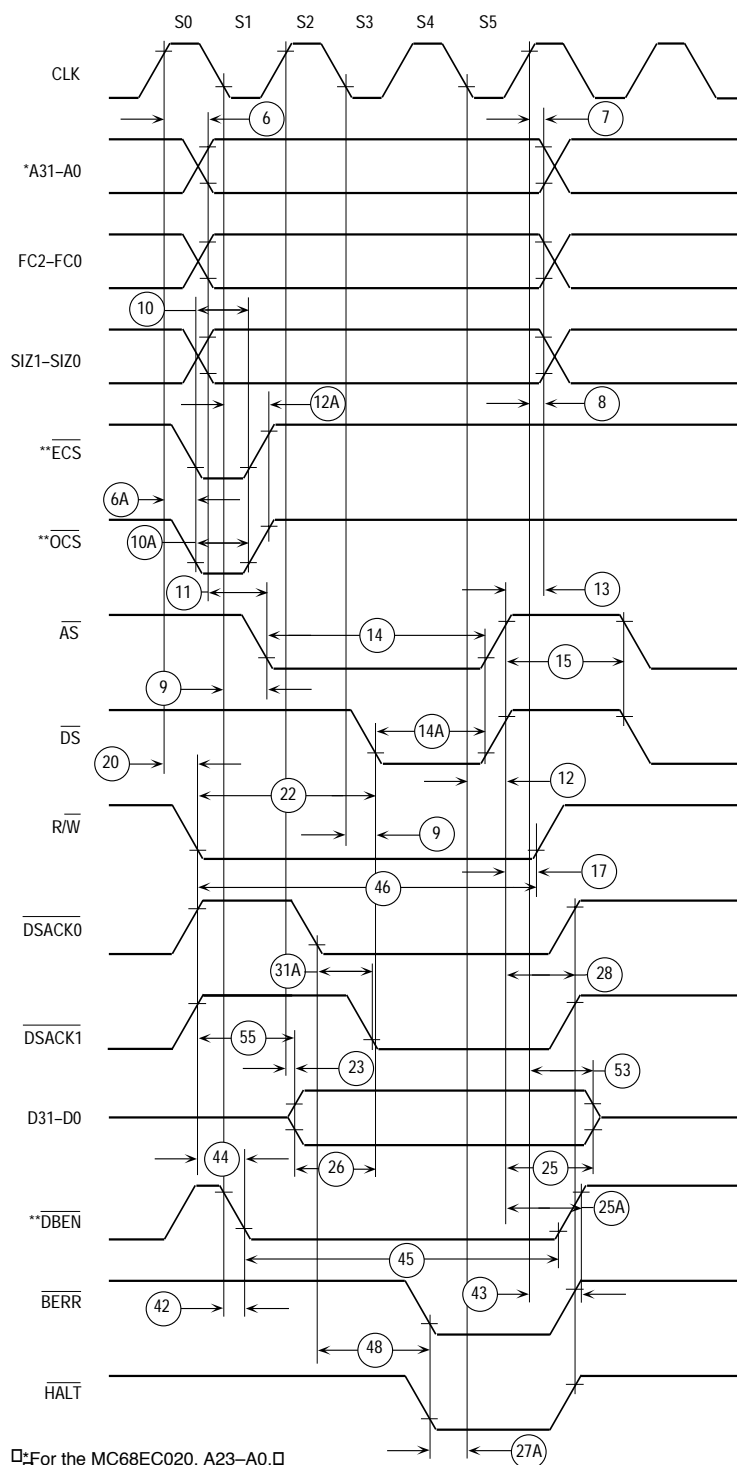 S0 S1 S2 S3 S4 S5
CLK
6 7
*A31–A0
FC2–FC0
10
SIZ1–SIZ0
12A 8
**ECS
6A
**OCS 10A
11 13
AS 14
15
9
DS 14A
20 12
22
R/W 9
17
46
DSACK0
31A 28
DSACK1 55
23 53
D31–D0
44 26 25
**DBEN 25A
45
BERR 42 43
48
HALT
27A
*For the MC68EC020, A23–A0.